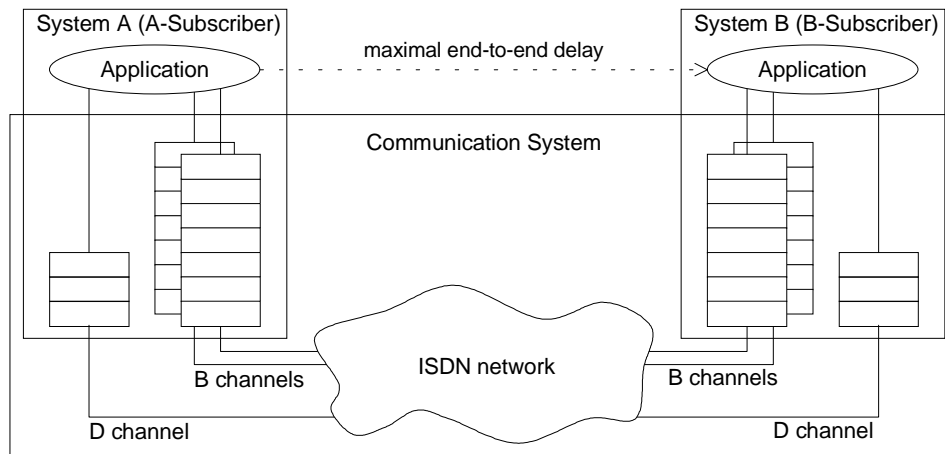 System A (A-Subscriber)
System B (B-Subscriber)
maximal end-to-end delay
Application
Application
Communication System
ISDN network
B channels
B channels
D channel
D channel